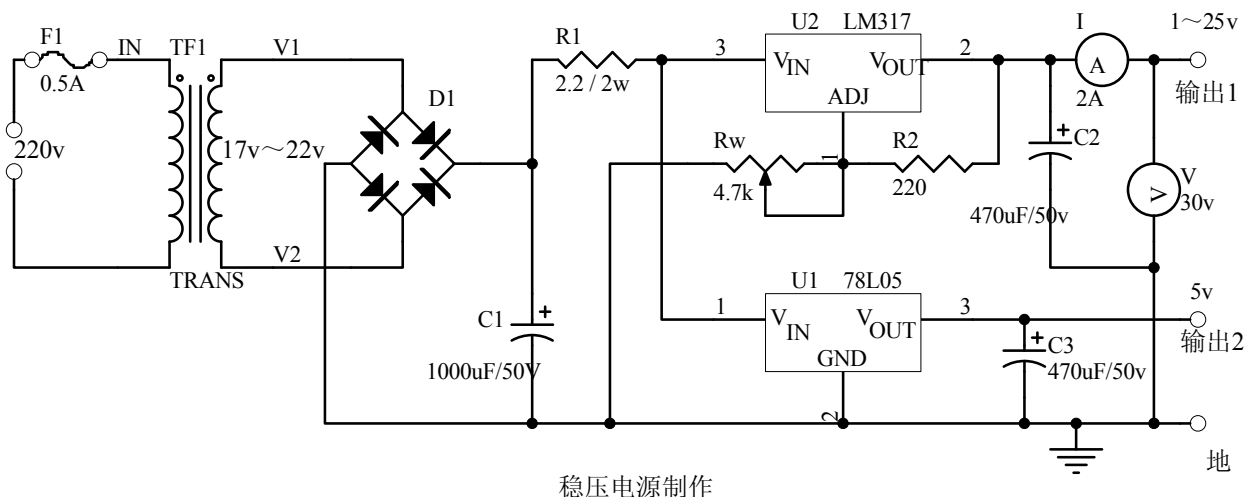 F1
0.5A
220v
IN
TF1
TRANS
V1
17v～22v
V2
D1
R1
2.2 / 2w
C1
+
1000uF/50V
3
U2
LM317
VIN
VOUT
ADJ
2
1
Rw
4.7k
R2
220
+
C2
470uF/50v
I
A
2A
1～25v
输出1
V
V
30v
1
U1
78L05
VIN
VOUT
GND
3
2
+
C3
470uF/50v
5v
输出2
地
稳压电源制作